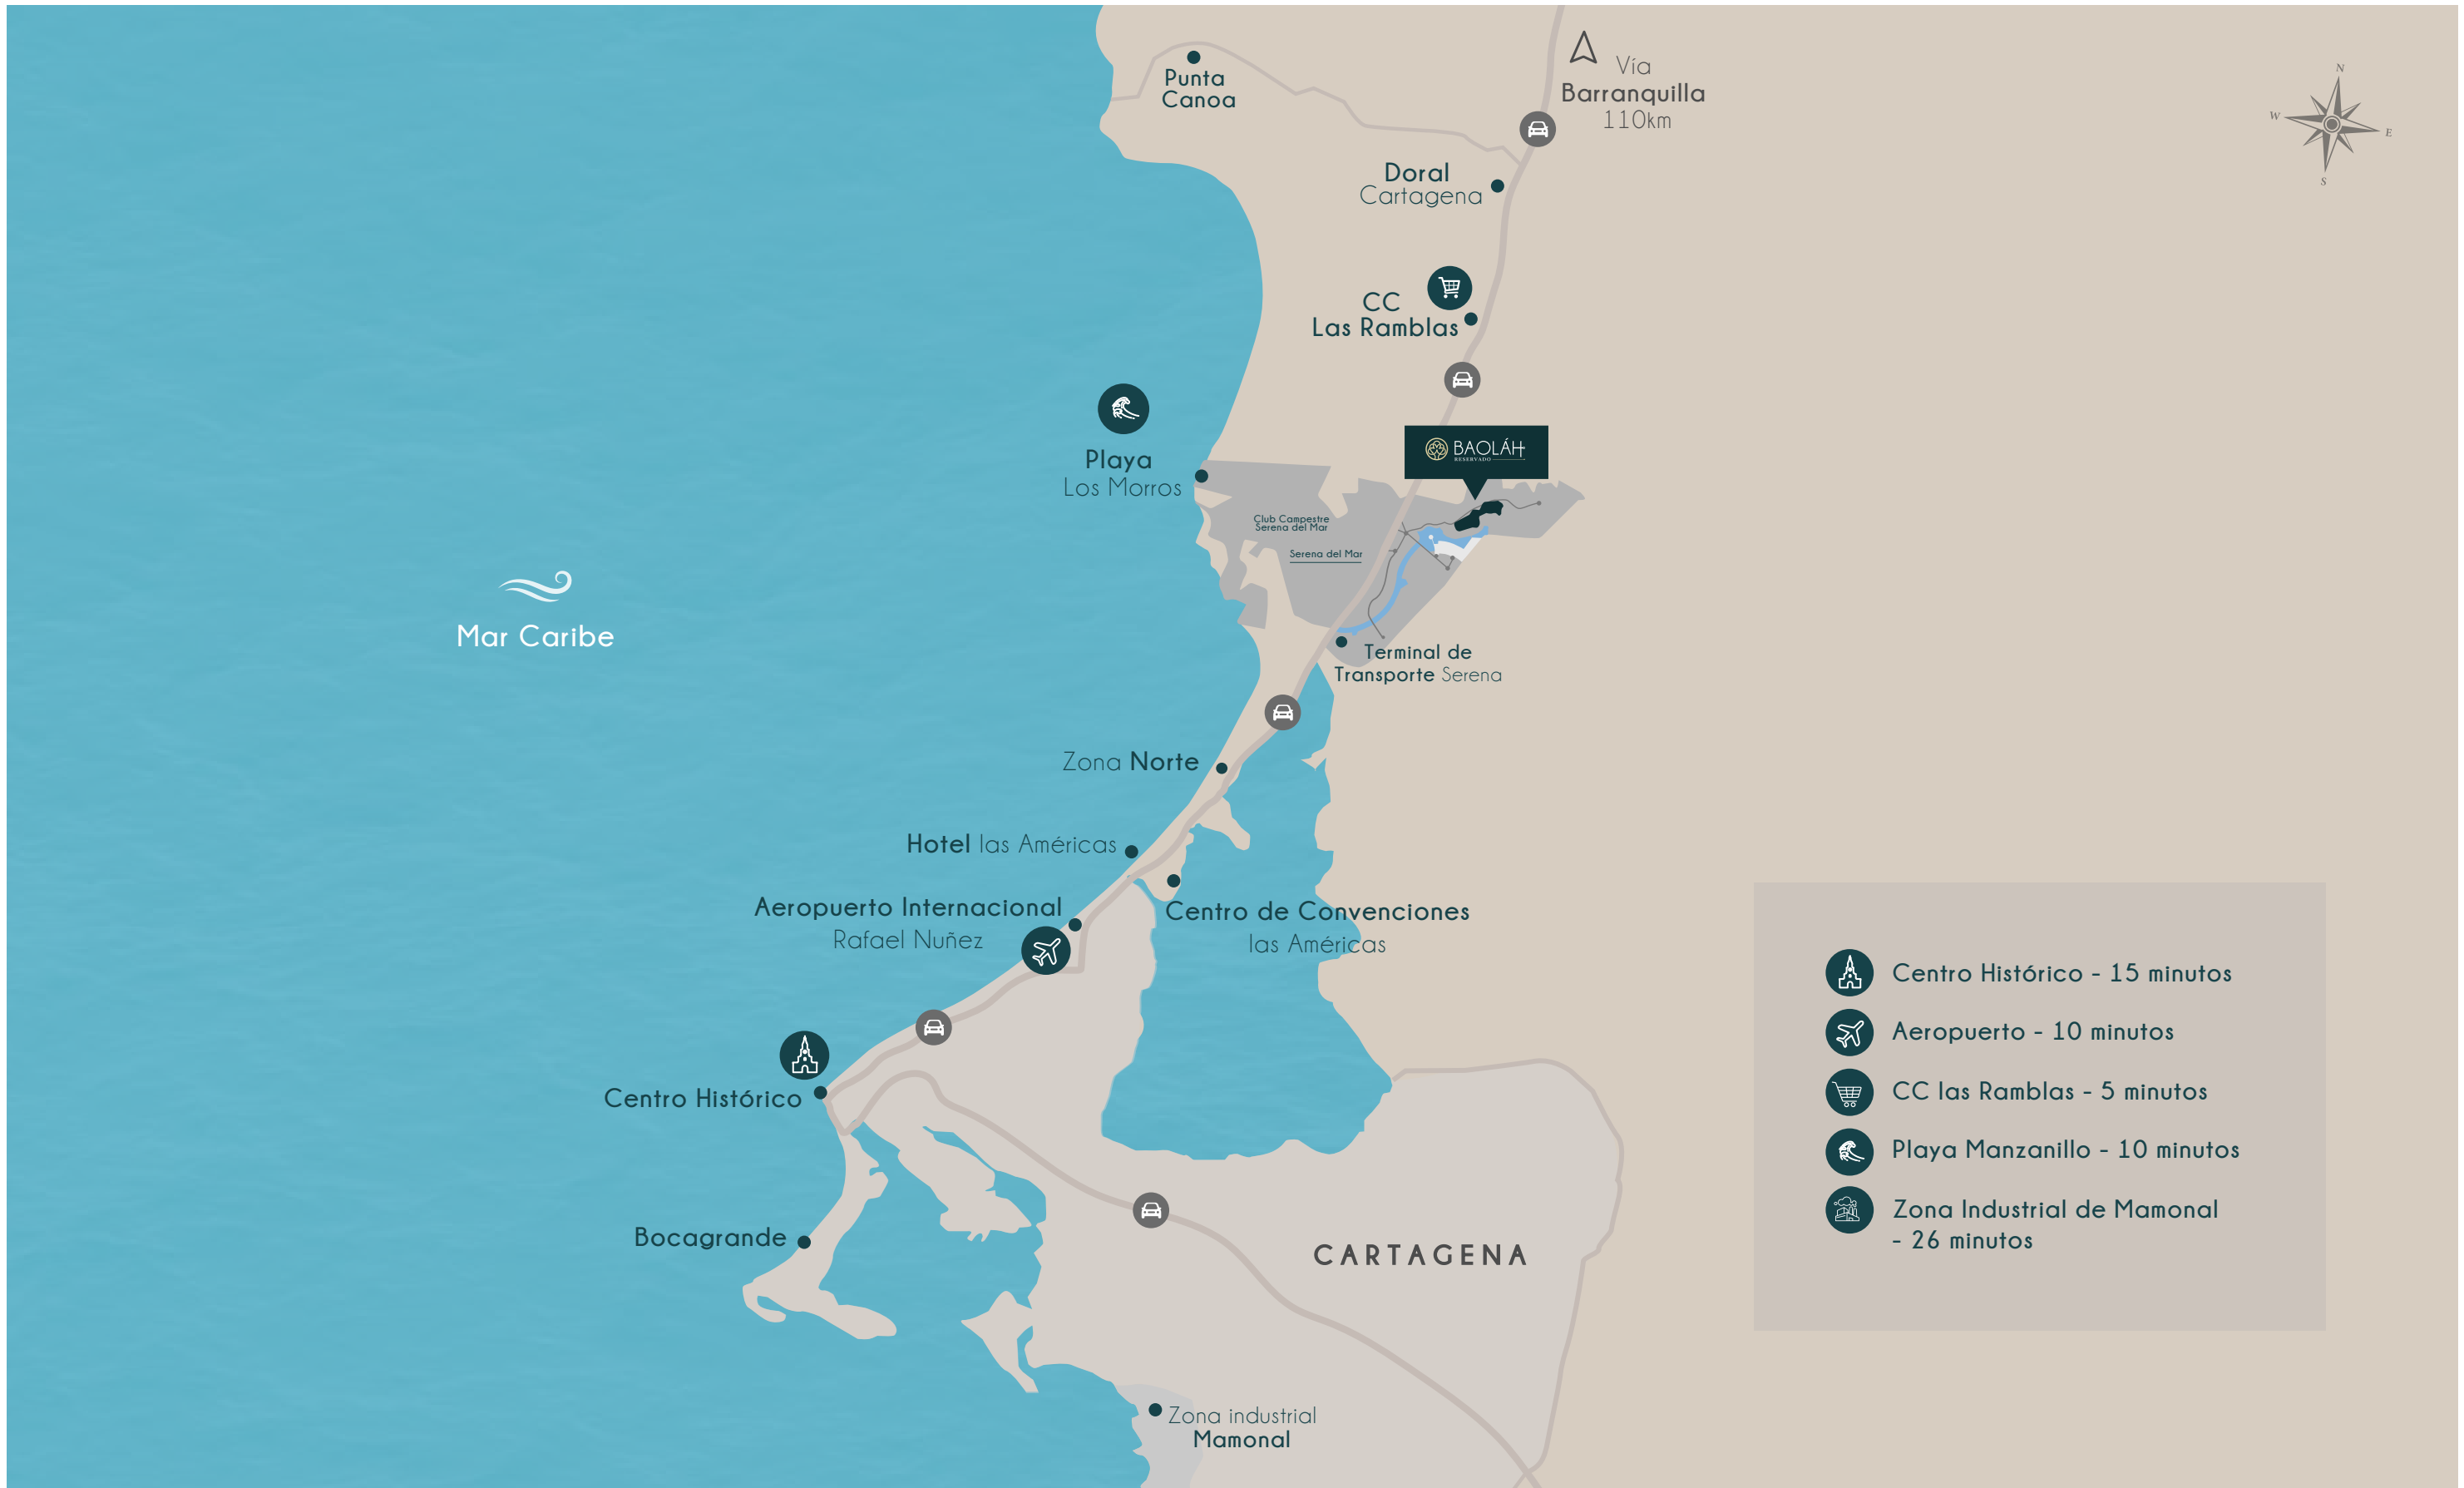 N
W
E
S
Punta
Canoa
Vía
Barranquilla
110km
Doral
Cartagena
CC
Las Ramblas
BAOLÁH
RESERVADO
Playa
Los Morros
Club Campestre
Serena del Mar
Serena del Mar
Mar Caribe
Terminal de
Transporte Serena
Zona Norte
Hotel las Américas
Aeropuerto Internacional
Rafael Nuñez
Centro de Convenciones
las Américas
Centro Histórico
Bocagrande
CARTAGENA
Zona industrial
Mamonal
Centro Histórico - 15 minutos
Aeropuerto - 10 minutos
CC las Ramblas - 5 minutos
Playa Manzanillo - 10 minutos
Zona Industrial de Mamonal
- 26 minutos